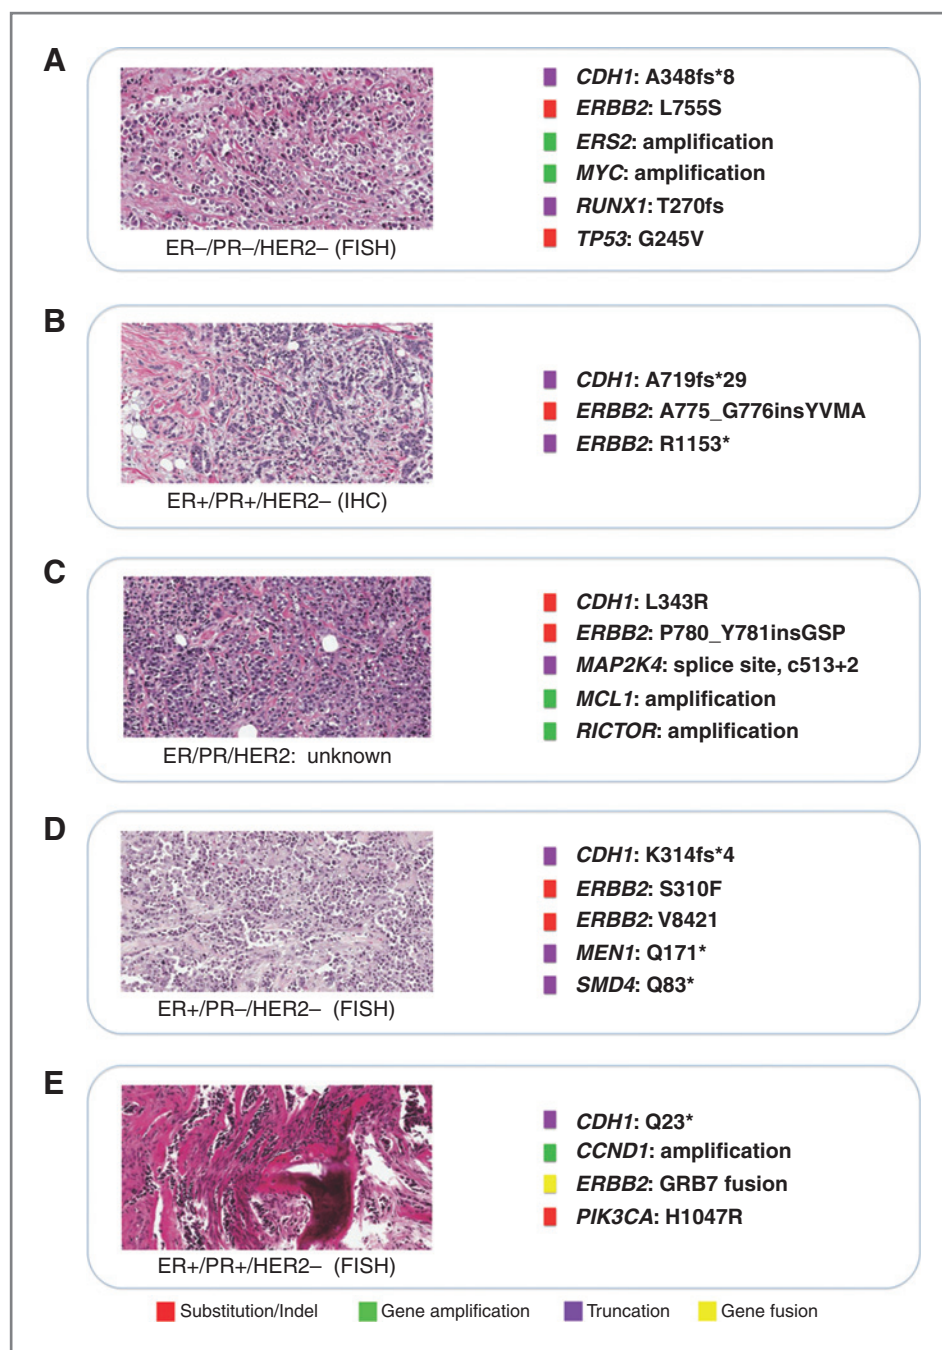 A
CDH1: A348fs*8
ERBB2: L755S
ERS2: amplification
MYC: amplification
RUNX1: T270fs
TP53: G245V
ER–/PR–/HER2– (FISH)
B
CDH1: A719fs*29
ERBB2: A775_G776insYVMA
ERBB2: R1153*
ER+/PR+/HER2– (IHC)
C
CDH1: L343R
ERBB2: P780_Y781insGSP
MAP2K4: splice site, c513+2
MCL1: amplification
RICTOR: amplification
ER/PR/HER2: unknown
D
CDH1: K314fs*4
ERBB2: S310F
ERBB2: V8421
MEN1: Q171*
SMD4: Q83*
ER+/PR–/HER2– (FISH)
E
CDH1: Q23*
CCND1: amplification
ERBB2: GRB7 fusion
PIK3CA: H1047R
ER+/PR+/HER2– (FISH)
Substitution/Indel Gene amplification Truncation Gene fusion